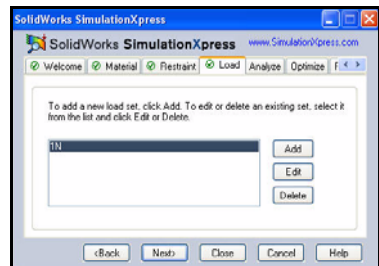 SolidWorks SimulationXpress
SolidWorks SimulationXpress www.SimulationXpress.com
Welcome Material Restraint Load Analyze Optimize F
To add a new load set, click Add. To edit or delete an existing set, select it
from the list and click Edit or Delete.
1N
Add
Edit
Delete
<Back Next> Close Cancel Help